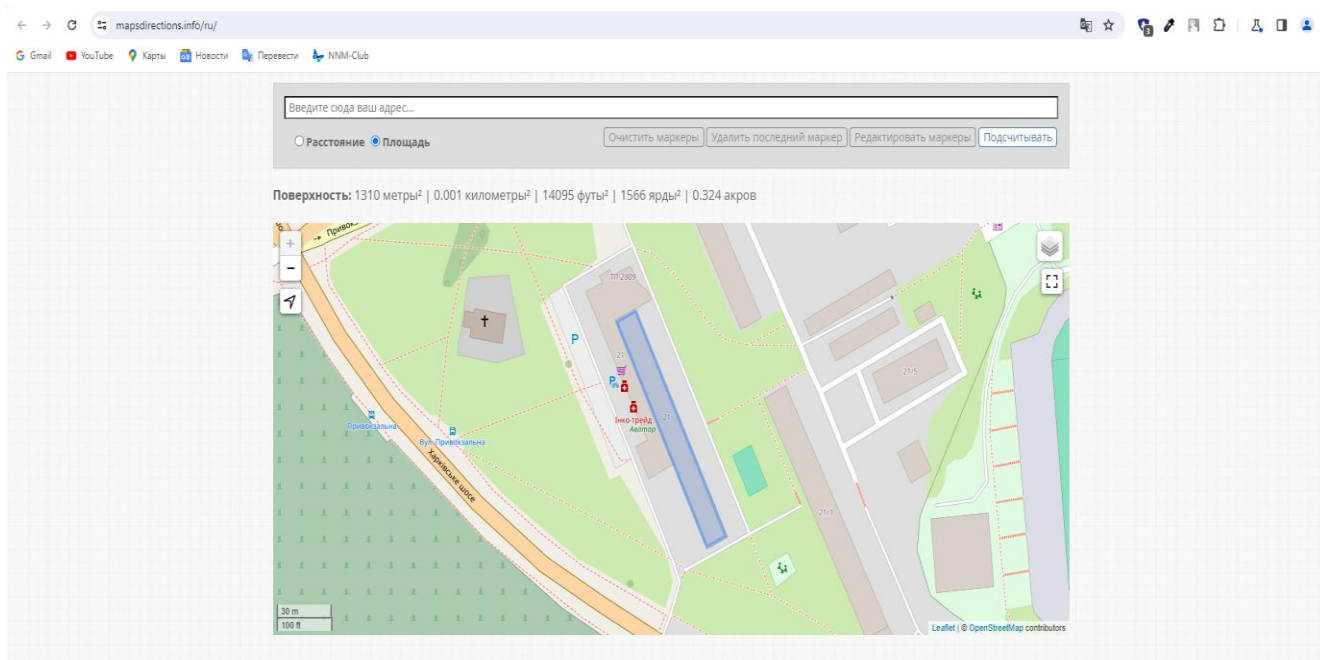 mapsdirections.info/ru/
3
Gmail YouTube Карты Новости Перевести NNM-Club
Введите сюда ваш адрес...
Расстояние Площадь Очистить маркеры Удалить последний маркер Редактировать маркеры Подсчитывать
Поверхность: 1310 метры² | 0.001 километры² | 14095 футы² | 1566 ярды² | 0.324 акров
+
-
ТП-2805
P
21
P
21/5
Інко-трейд
21
Аватар
Привокзальна
Вул. Привокзальна
Харківське шосе
21/1
30 m
100 ft
Leaflet | © OpenStreetMap contributors